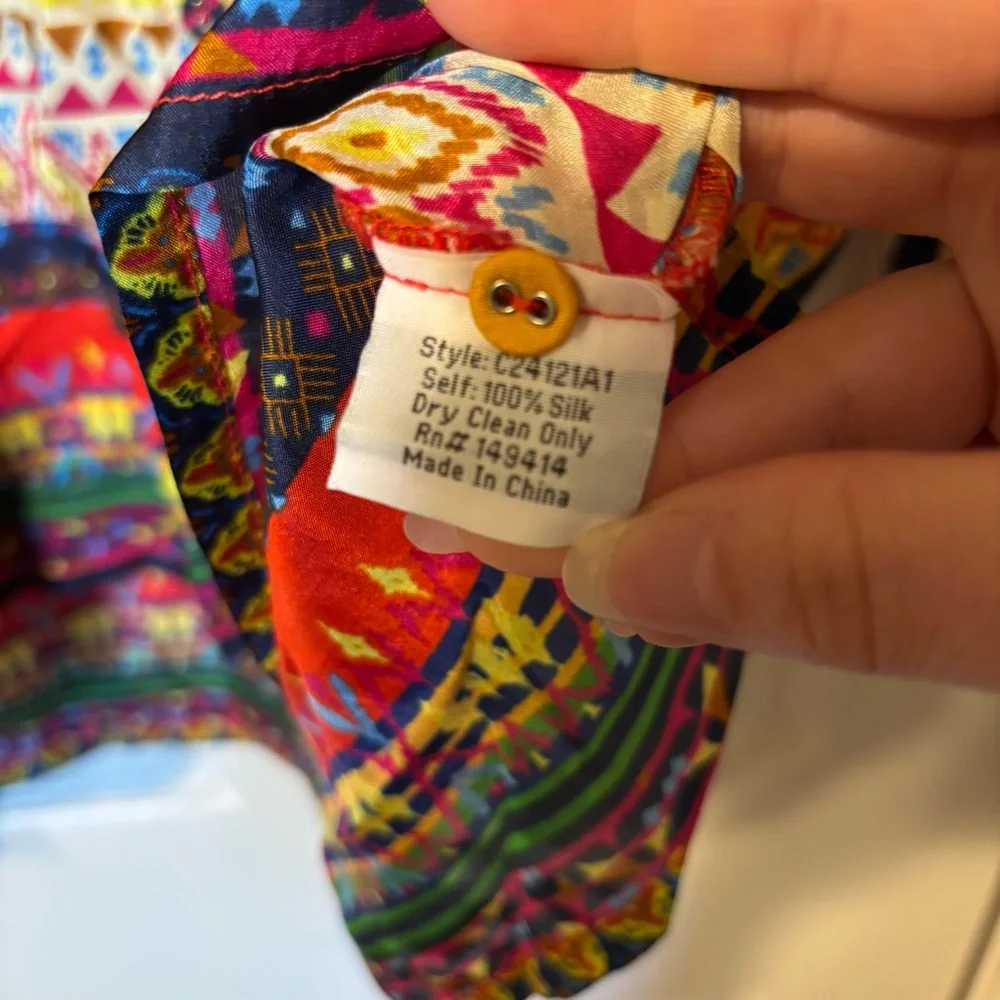 Style: C24121A1
Self: 100% Silk
Dry Clean Only
Rn# 149414
Made In China